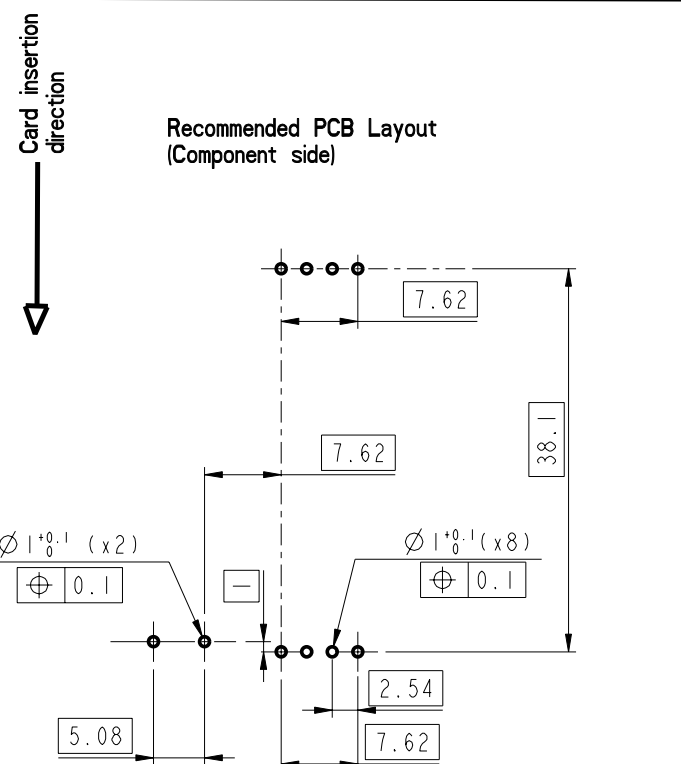 Card insertion
direction
Recommended PCB Layout
(Component side)
7.62
38.1
7.62
Ø 1 +0.1 0 (x2)
⌖ 0.1
Ø 1 +0.1 0 (x8)
⌖ 0.1
1
2.54
5.08
7.62